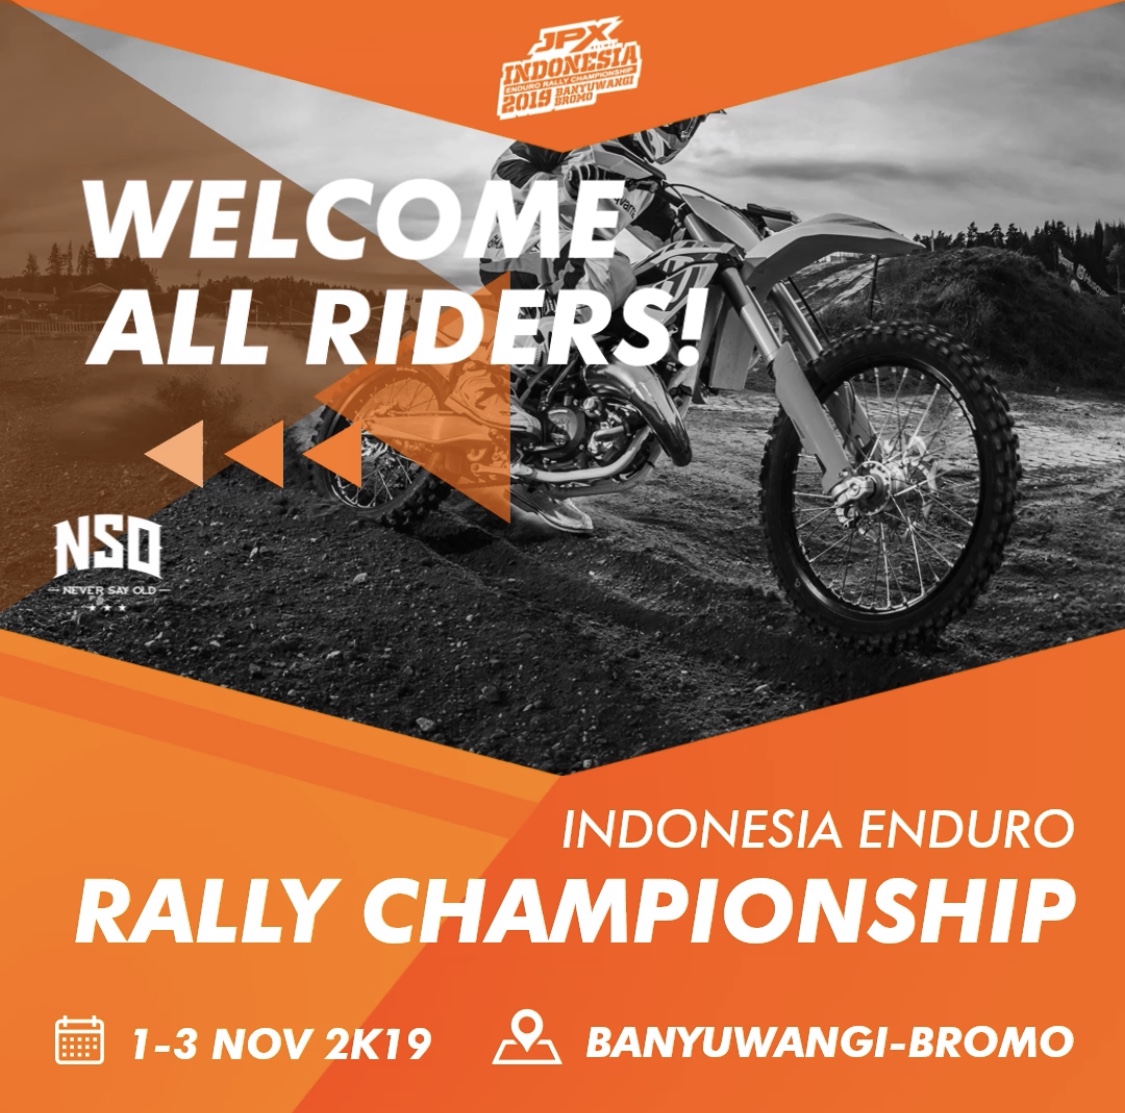 JPX
INDONESIA
ENDURO RALLY CHAMPIONSHIP
2019 BANYUWANGI
BROMO
WELCOME
ALL RIDERS!
NSO
NEVER SAY OLD
INDONESIA ENDURO
RALLY CHAMPIONSHIP
1-3 NOV 2K19
BANYUWANGI-BROMO